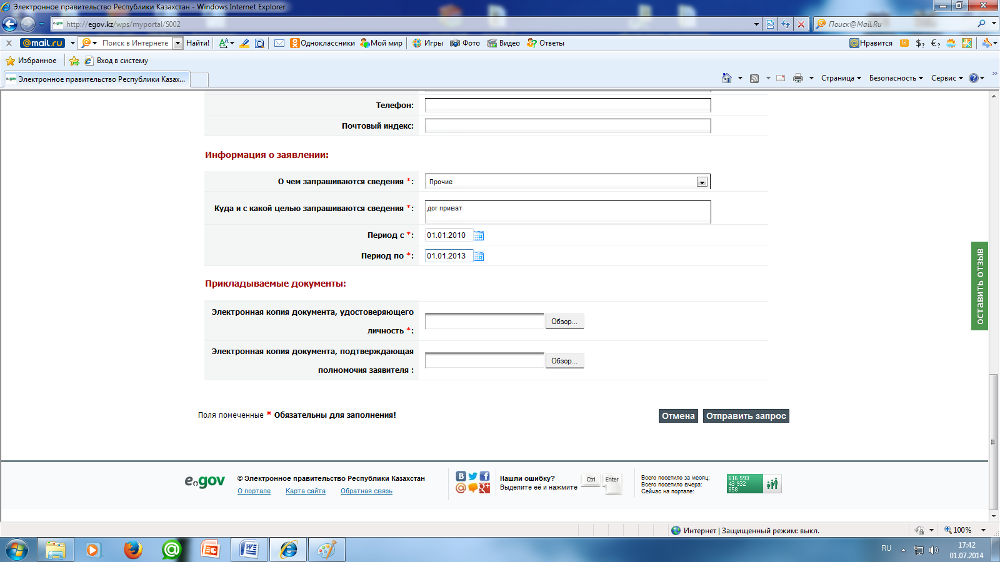 Электронное правительство Республики Казахстан - Windows Internet Explorer
http://egov.kz/wps/myportal/S002
Поиск@Mail.Ru
x @mail.ru Поиск в Интернете Найти! Одноклассники Мой мир Игры Фото Видео Ответы Нравится
Избранное Вход в систему
e·gov Электронное правительство Республики Казах... Страница Безопасность Сервис
Телефон:
Почтовый индекс:
Информация о заявлении:
О чем запрашиваются сведения *: Прочие
Куда и с какой целью запрашиваются сведения *: дог приват
Период с *: 01.01.2010
Период по *: 01.01.2013
Прикладываемые документы:
Электронная копия документа, удостоверяющего
личность *: Обзор...
Электронная копия документа, подтверждающая
полномочия заявителя : Обзор...
оставить отзыв
Поля помеченные * Обязательны для заполнения!
Отмена Отправить запрос
e.gov
© Электронное правительство Республики Казахстан
О портале Карта сайта Обратная связь
Нашли ошибку?
Выделите её и нажмите
Ctrl Enter
Всего посетило за месяц: 616 593
Всего посетило вчера: 43 932
Сейчас на портале: 858
Интернет | Защищенный режим: выкл. 100%
RU 17:42
01.07.2014